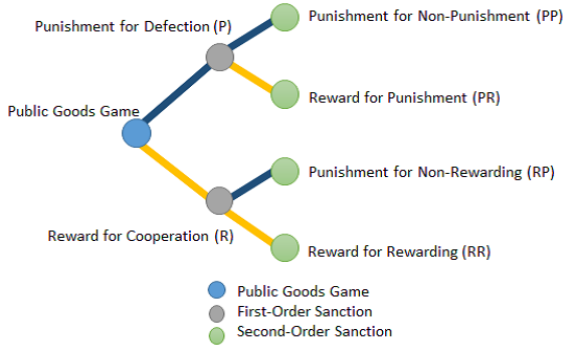 Punishment for Defection (P)
Punishment for Non-Punishment (PP)
Reward for Punishment (PR)
Public Goods Game
Punishment for Non-Rewarding (RP)
Reward for Cooperation (R)
Reward for Rewarding (RR)
Public Goods Game
First-Order Sanction
Second-Order Sanction